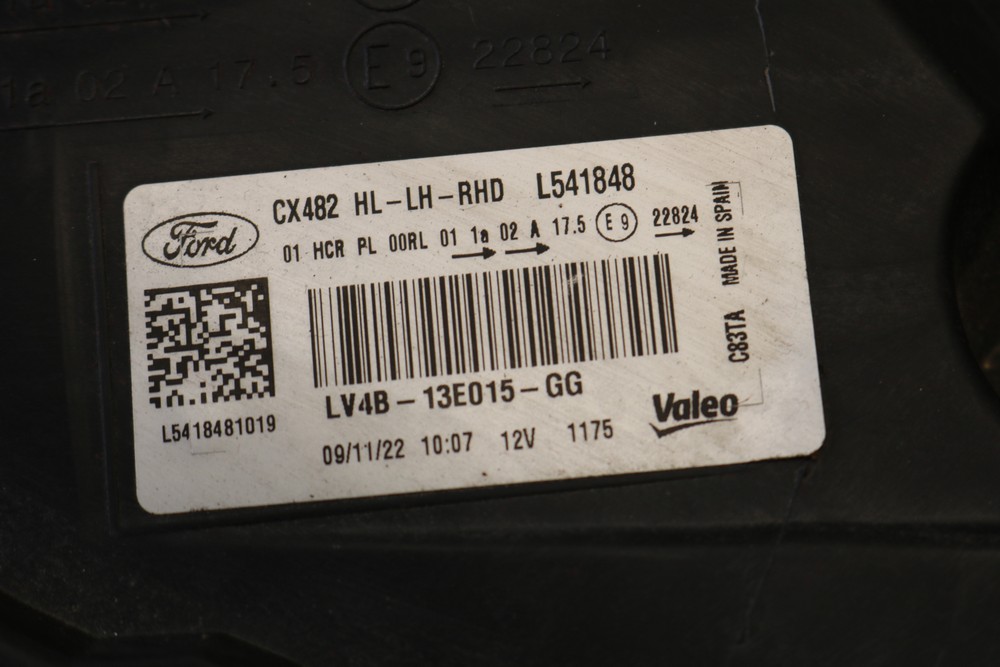 1a 02 A 17.5 E9 22824
CX482 HL-LH-RHD L541848
Ford
01 HCR PL 00RL 01 1a 02 A 17.5 E9 22824
C83TA MADE IN SPAIN
LV4B-13E015-GG
Valeo
L5418481019
09/11/22 10:07 12V 1175